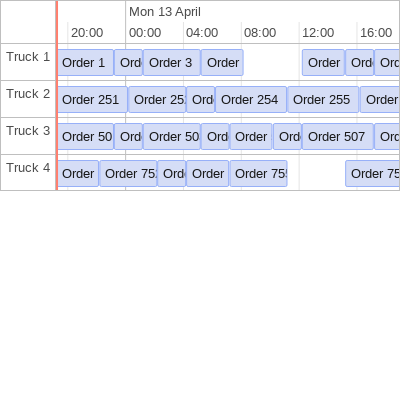 Mon 13 April
20:00 00:00 04:00 08:00 12:00 16:00
Truck 1 Order 1 Ord Order 3 Order Order Ord Ord
Truck 2 Order 251 Order 25 Ord Order 254 Order 255 Order
Truck 3 Order 50 Ord Order 50 Ord Order Ord Order 507 Ord
Truck 4 Order Order 75 Ord Order Order 755 Order 75